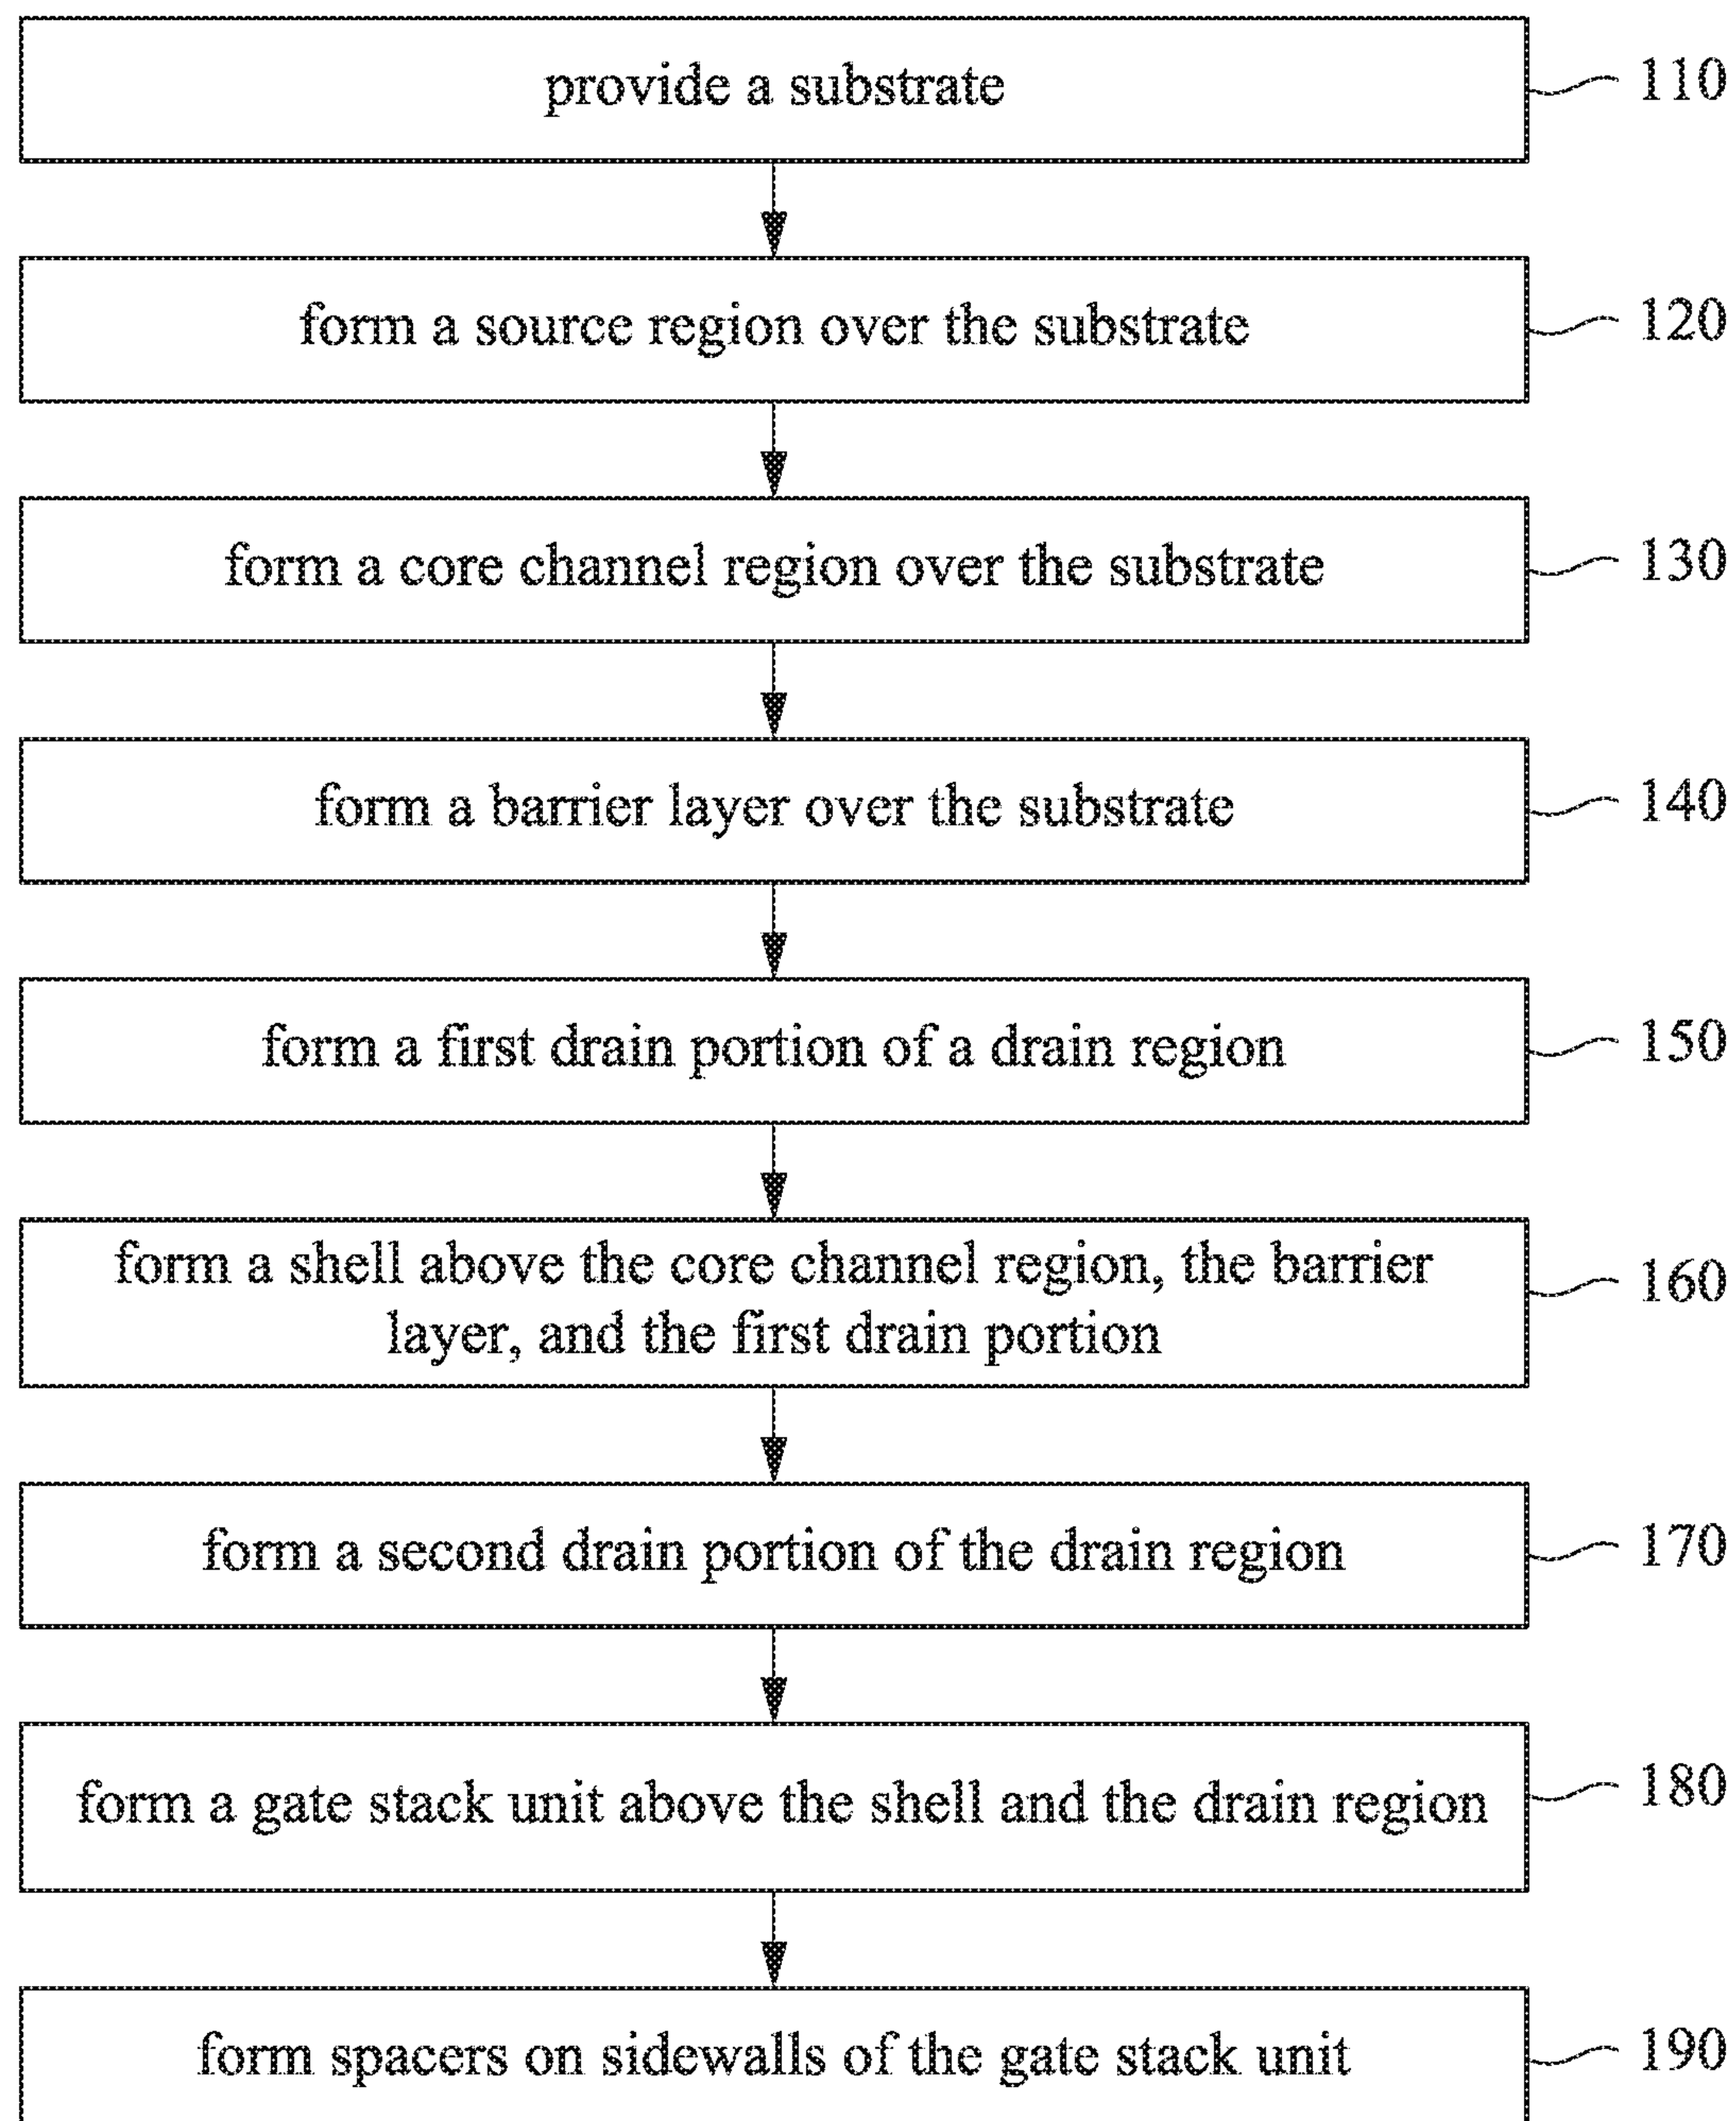 provide a substrate
110
form a source region over the substrate
120
form a core channel region over the substrate
130
form a barrier layer over the substrate
140
form a first drain portion of a drain region
150
form a shell above the core channel region, the barrier
layer, and the first drain portion
160
form a second drain portion of the drain region
170
form a gate stack unit above the shell and the drain region
180
form spacers on sidewalls of the gate stack unit
190